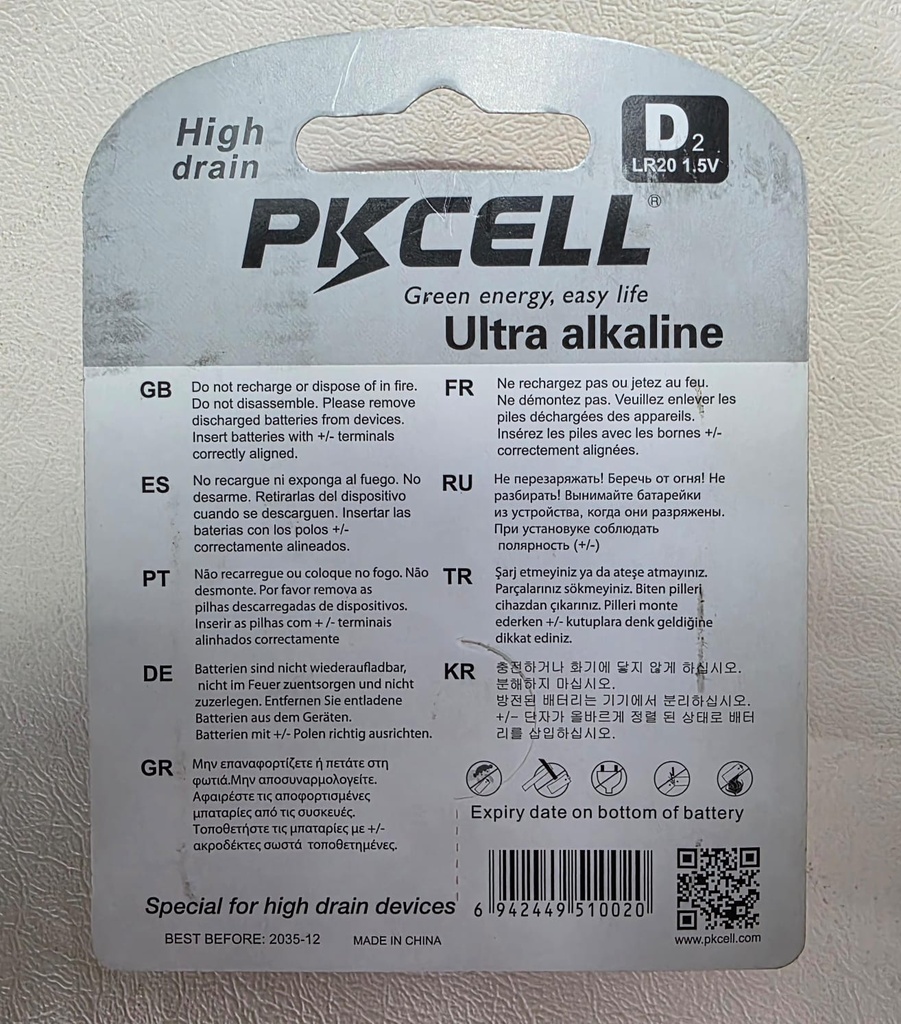 High
drain
D 2
LR20 1.5V
PKCELL®
Green energy, easy life
Ultra alkaline
GB
Do not recharge or dispose of in fire.
Do not disassemble. Please remove
discharged batteries from devices.
Insert batteries with +/- terminals
correctly aligned.
FR
Ne rechargez pas ou jetez au feu.
Ne démontez pas. Veuillez enlever les
piles déchargées des appareils.
Insérez les piles avec les bornes +/-
correctement alignées.
ES
No recargue ni exponga al fuego. No
desarme. Retirarlas del dispositivo
cuando se descarguen. Insertar las
baterias con los polos +/-
correctamente alineados.
RU
Не перезаряжать! Беречь от огня! Не
разбирать! Вынимайте батарейки
из устройства, когда они разряжены.
При установуке соблюдать
полярность (+/-)
PT
Não recarregue ou coloque no fogo. Não
desmonte. Por favor remova as
pilhas descarregadas de dispositivos.
Inserir as pilhas com + /- terminais
alinhados correctamente
TR
Şarj etmeyiniz ya da ateşe atmayınız.
Parçalarınız sökmeyiniz. Biten pilleri
cihazdan çıkarınız. Pilleri monte
ederken +/- kutuplara denk geldiğine
dikkat ediniz.
DE
Batterien sind nicht wiederaufladbar,
nicht im Feuer zuentsorgen und nicht
zuzerlegen. Entfernen Sie entladene
Batterien aus dem Geräten.
Batterien mit +/- Polen richtig ausrichten.
KR
충전하거나 화기에 닿지 않게 하십시오.
분해하지 마십시오.
방전된 배터리는 기기에서 분리하십시오.
+/- 단자가 올바르게 정렬 된 상태로 배터
리를 삽입하십시오.
GR
Μην επαναφορτίζετε ή πετάτε στη
φωτιά.Μην αποσυναρμολογείτε.
Αφαιρέστε τις αποφορτισμένες
μπαταρίες από τις συσκευές.
Τοποθετήστε τις μπαταρίες με +/-
ακροδέκτες σωστά τοποθετημένες.
Expiry date on bottom of battery
Special for high drain devices
6 942449 510020
BEST BEFORE: 2035-12
MADE IN CHINA
www.pkcell.com